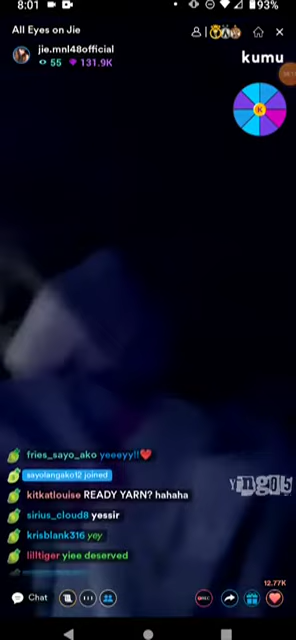 8:01
93%
All Eyes on Jie
jie.mnl48official
55 131.9K
kumu
K
fries_sayo_ako yeeeyy!!❤️
sayolangako12 joined
kitkatlouise READY YARN? hahaha
sirius_cloud8 yessir
krisblank316 yey
lilltiger yiee deserved
yng05
12.77K
Chat